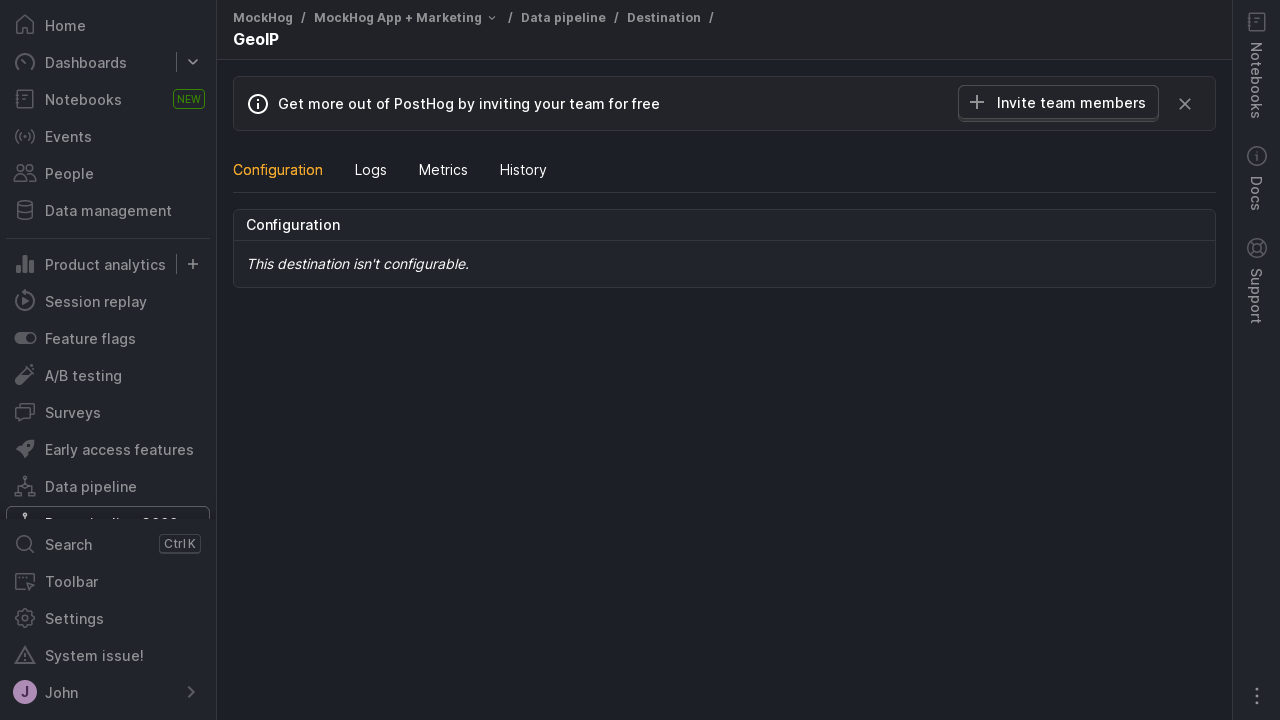 Home
Dashboards
Notebooks NEW
Events
People
Data management
Product analytics
Session replay
Feature flags
A/B testing
Surveys
Early access features
Data pipeline
Search Ctrl K
Toolbar
Settings
System issue!
J John
MockHog / MockHog App + Marketing / Data pipeline / Destination /
GeoIP
Get more out of PostHog by inviting your team for free
Invite team members
Configuration Logs Metrics History
Configuration
This destination isn't configurable.
Notebooks
Docs
Support